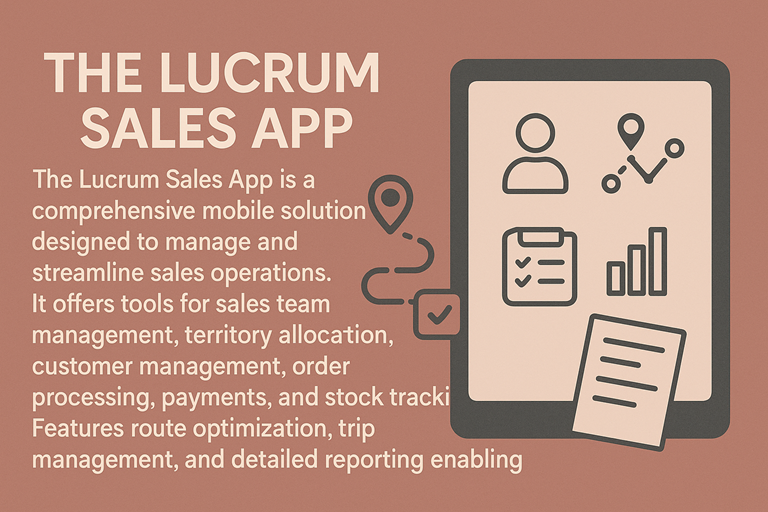 THE LUCRUM
SALES APP
The Lucrum Sales App is a
comprehensive mobile solution
designed to manage and
streamline sales operations.
It offers tools for sales team
management, territory allocation,
customer management, order
processing, payments, and stock tracki
Features route optimization, trip
management, and detailed reporting enabling